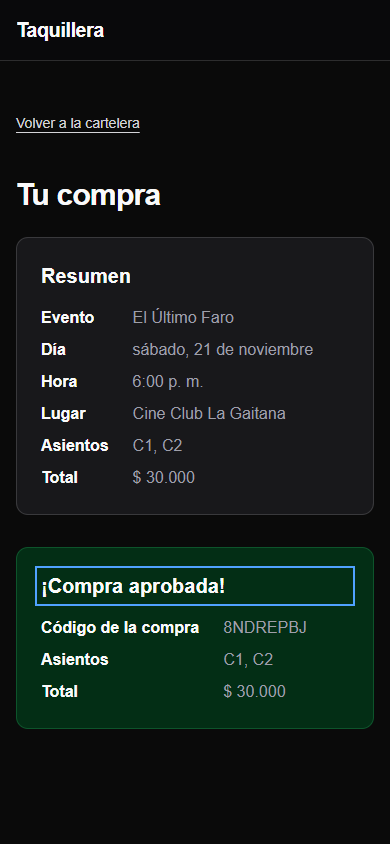 Taquillera
Volver a la cartelera
Tu compra
Resumen
Evento El Último Faro
Día sábado, 21 de noviembre
Hora 6:00 p. m.
Lugar Cine Club La Gaitana
Asientos C1, C2
Total $ 30.000
¡Compra aprobada!
Código de la compra 8NDREPBJ
Asientos C1, C2
Total $ 30.000